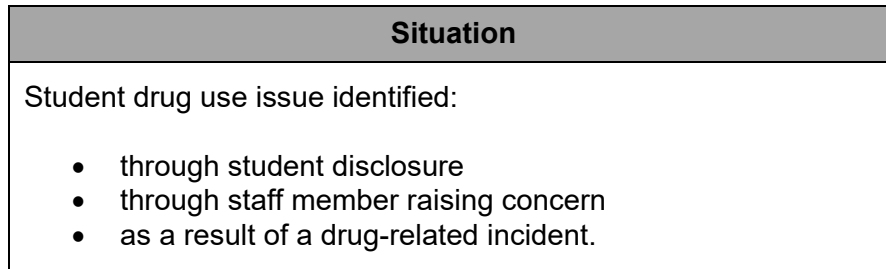 Situation
Student drug use issue identified:
• through student disclosure
• through staff member raising concern
• as a result of a drug-related incident.